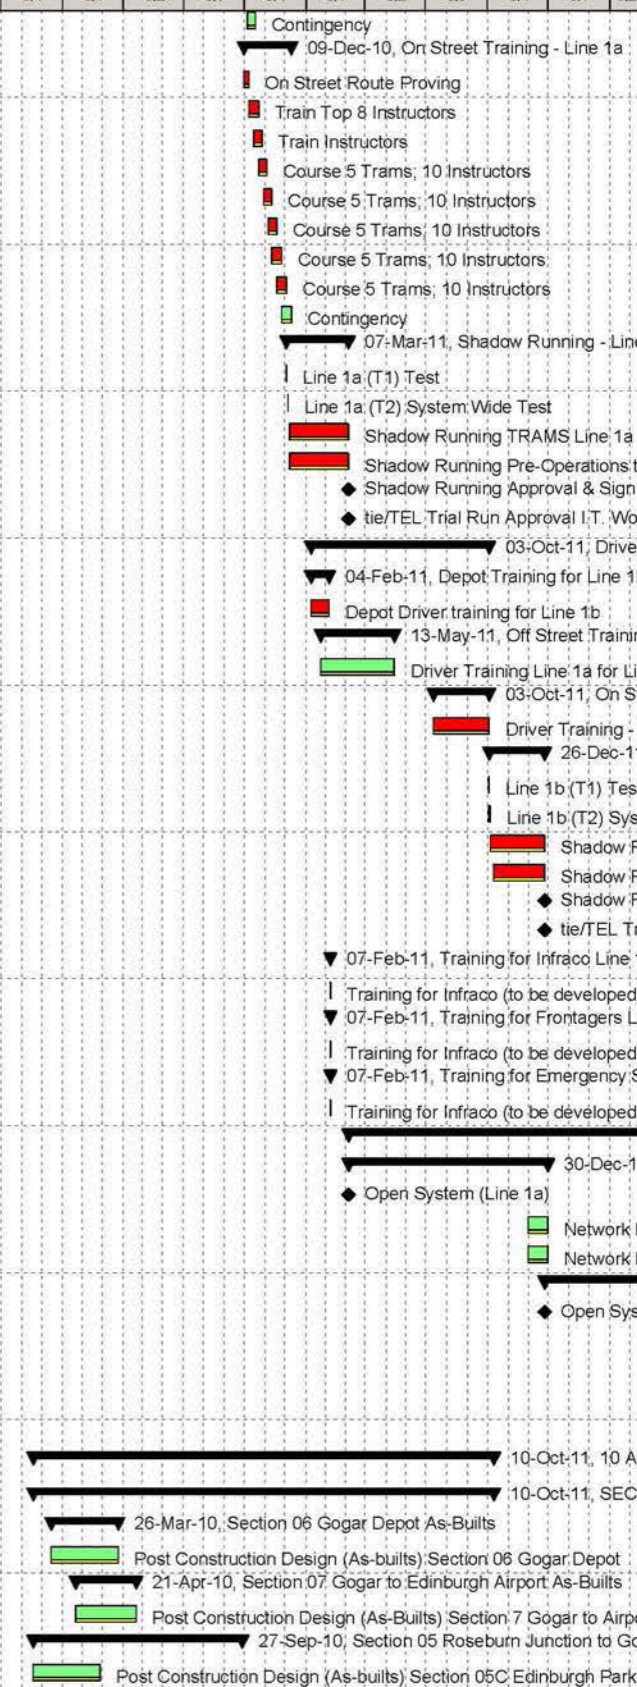 Contingency
09-Dec-10, On Street Training - Line 1a
On Street Route Proving
Train Top 8 Instructors
Train Instructors
Course 5 Trams; 10 Instructors
Course 5 Trams; 10 Instructors
Course 5 Trams; 10 Instructors
Course 5 Trams; 10 Instructors
Course 5 Trams; 10 Instructors
Contingency
07-Mar-11, Shadow Running - Line
Line 1a (T1) Test
Line 1a (T2) System Wide Test
Shadow Running TRAMS Line 1a
Shadow Running Pre-Operations t
Shadow Running Approval & Sign
tie/TEL Trial Run Approval I.T. Wo
03-Oct-11, Drive
04-Feb-11, Depot Training for Line 1
Depot Driver training for Line 1b
13-May-11, Off Street Trainin
Driver Training Line 1a for Li
03-Oct-11, On S
Driver Training -
26-Dec-11
Line 1b (T1) Tes
Line 1b (T2) Sys
Shadow R
Shadow R
Shadow R
tie/TEL Tr
07-Feb-11, Training for Infraco Line
Training for Infraco (to be developed
07-Feb-11, Training for Frontagers L
Training for Infraco (to be developed
07-Feb-11, Training for Emergency S
Training for Infraco (to be developed
30-Dec-1
Open System (Line 1a)
Network
Network
Open Sys
10-Oct-11, 10 A
10-Oct-11, SEC
26-Mar-10, Section 06 Gogar Depot As-Builts
Post Construction Design (As-builts) Section 06 Gogar Depot
21-Apr-10, Section 07 Gogar to Edinburgh Airport As-Builts
Post Construction Design (As-Builts) Section 7 Gogar to Airpo
27-Sep-10, Section 05 Roseburn Junction to Go
Post Construction Design (As-builts) Section 05C Edinburgh Park